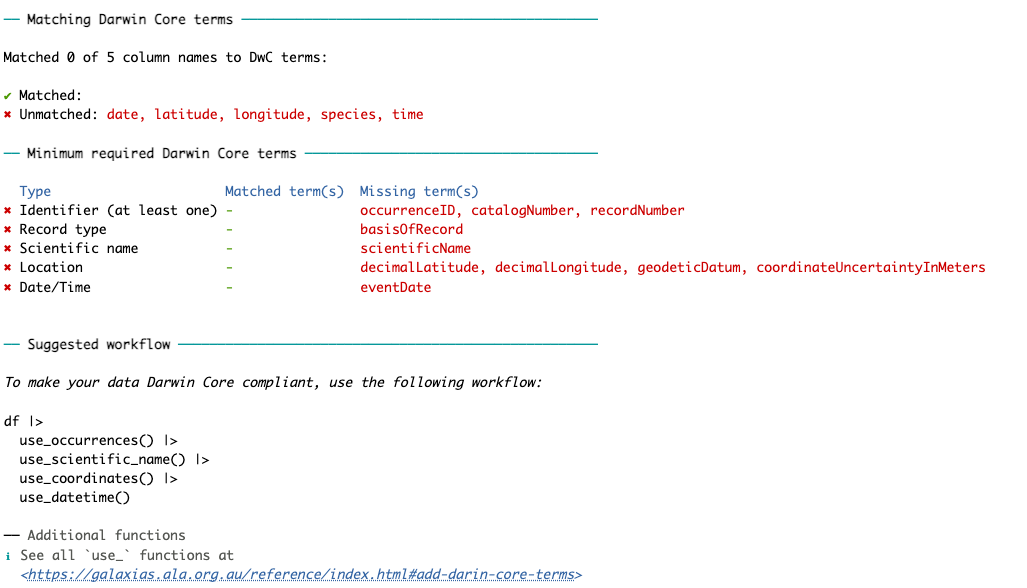 ── Matching Darwin Core terms ──
Matched 0 of 5 column names to DwC terms:
✔ Matched:
✖ Unmatched: date, latitude, longitude, species, time
── Minimum required Darwin Core terms ──
Type Matched term(s) Missing term(s)
✖ Identifier (at least one) - occurrenceID, catalogNumber, recordNumber
✖ Record type - basisOfRecord
✖ Scientific name - scientificName
✖ Location - decimalLatitude, decimalLongitude, geodeticDatum, coordinateUncertaintyInMeters
✖ Date/Time - eventDate
── Suggested workflow ──
To make your data Darwin Core compliant, use the following workflow:
df |>
use_occurrences() |>
use_scientific_name() |>
use_coordinates() |>
use_datetime()
── Additional functions
ℹ See all `use_` functions at
<https://galaxias.ala.org.au/reference/index.html#add-darin-core-terms>